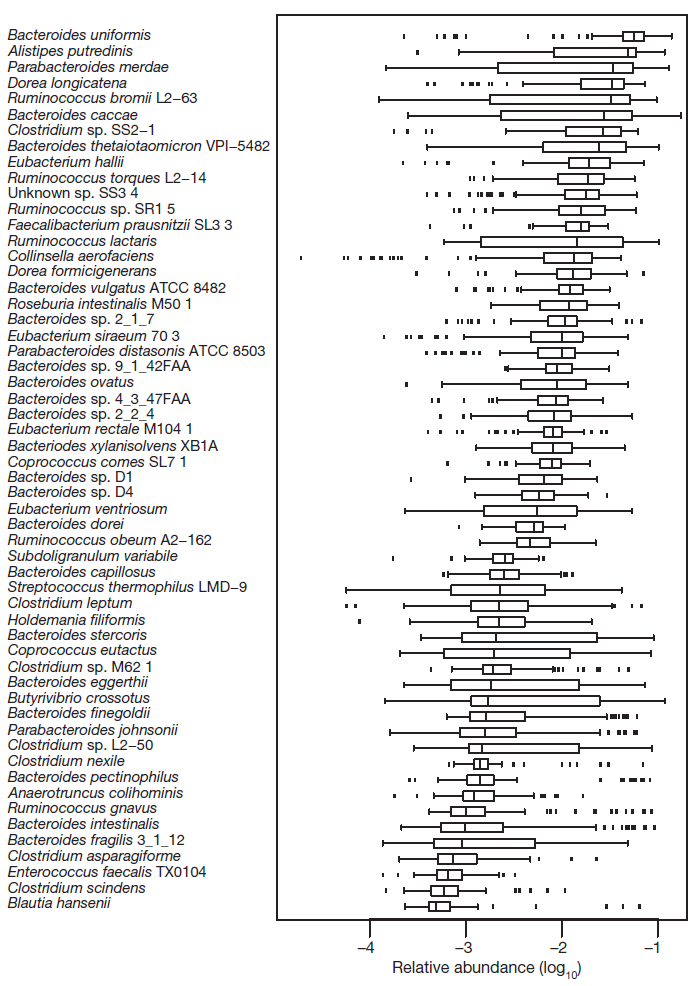 Bacteroides uniformis
Alistipes putredinis
Parabacteroides merdae
Dorea longicatena
Ruminococcus bromii L2–63
Bacteroides caccae
Clostridium sp. SS2–1
Bacteroides thetaiotaomicron VPI–5482
Eubacterium hallii
Ruminococcus torques L2–14
Unknown sp. SS3 4
Ruminococcus sp. SR1 5
Faecalibacterium prausnitzii SL3 3
Ruminococcus lactaris
Collinsella aerofaciens
Dorea formicigenerans
Bacteroides vulgatus ATCC 8482
Roseburia intestinalis M50 1
Bacteroides sp. 2_1_7
Eubacterium siraeum 70 3
Parabacteroides distasonis ATCC 8503
Bacteroides sp. 9_1_42FAA
Bacteroides ovatus
Bacteroides sp. 4_3_47FAA
Bacteroides sp. 2_2_4
Eubacterium rectale M104 1
Bacteriodes xylanisolvens XB1A
Coprococcus comes SL7 1
Bacteroides sp. D1
Bacteroides sp. D4
Eubacterium ventriosum
Bacteroides dorei
Ruminococcus obeum A2–162
Subdoligranulum variabile
Bacteroides capillosus
Streptococcus thermophilus LMD–9
Clostridium leptum
Holdemania filiformis
Bacteroides stercoris
Coprococcus eutactus
Clostridium sp. M62 1
Bacteroides eggerthii
Butyrivibrio crossotus
Bacteroides finegoldii
Parabacteroides johnsonii
Clostridium sp. L2–50
Clostridium nexile
Bacteroides pectinophilus
Anaerotruncus colihominis
Ruminococcus gnavus
Bacteroides intestinalis
Bacteroides fragilis 3_1_12
Clostridium asparagiforme
Enterococcus faecalis TX0104
Clostridium scindens
Blautia hansenii
–4 –3 –2 –1
Relative abundance (log10)